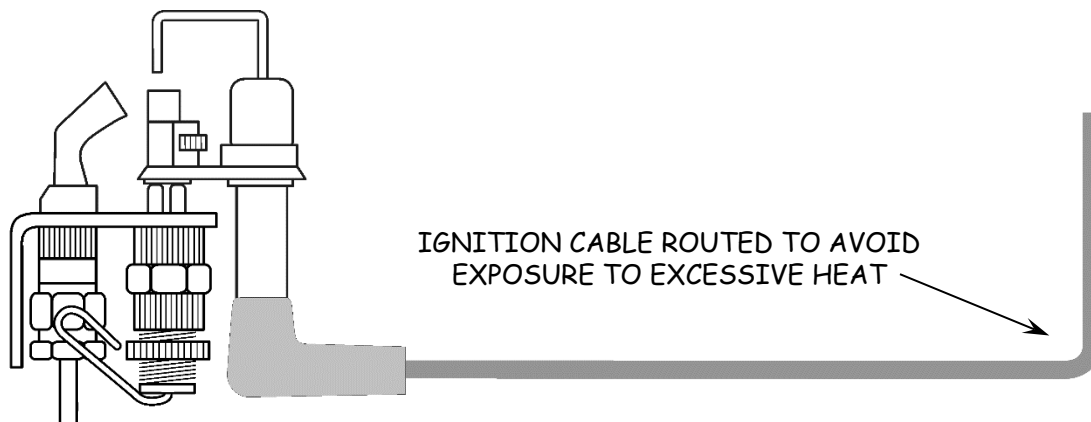 IGNITION CABLE ROUTED TO AVOID
EXPOSURE TO EXCESSIVE HEAT